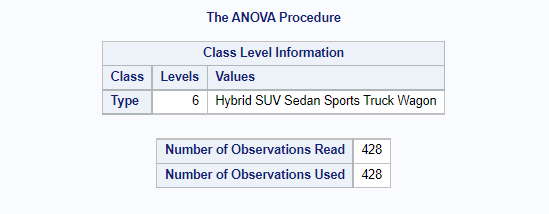 The ANOVA Procedure
Class Level Information
Class Levels Values
Type 6 Hybrid SUV Sedan Sports Truck Wagon
Number of Observations Read 428
Number of Observations Used 428